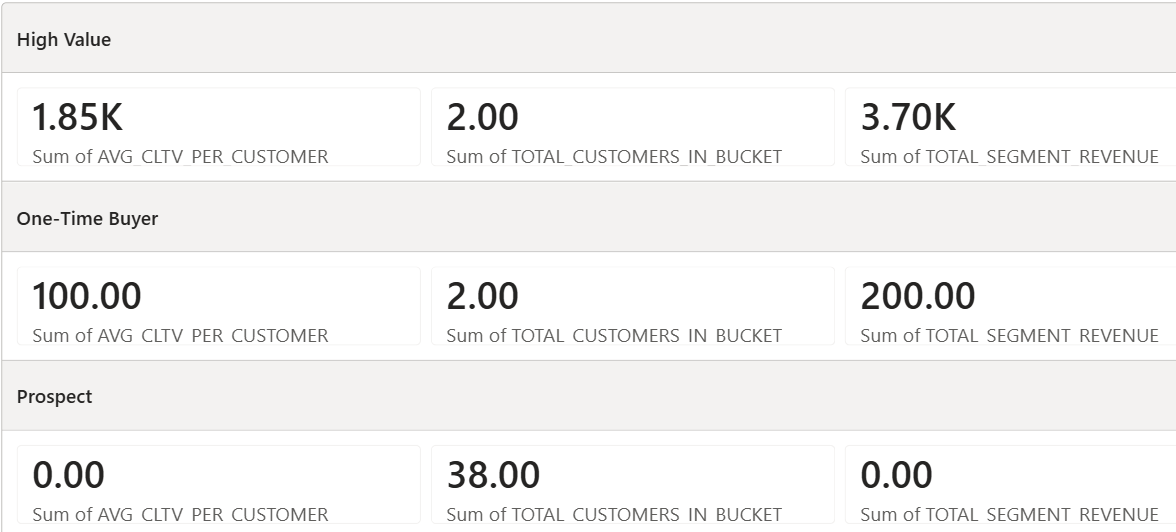 High Value
1.85K 2.00 3.70K
Sum of AVG_CLTV_PER_CUSTOMER Sum of TOTAL_CUSTOMERS_IN_BUCKET Sum of TOTAL_SEGMENT_REVENUE
One-Time Buyer
100.00 2.00 200.00
Sum of AVG_CLTV_PER_CUSTOMER Sum of TOTAL_CUSTOMERS_IN_BUCKET Sum of TOTAL_SEGMENT_REVENUE
Prospect
0.00 38.00 0.00
Sum of AVG_CLTV_PER_CUSTOMER Sum of TOTAL_CUSTOMERS_IN_BUCKET Sum of TOTAL_SEGMENT_REVENUE